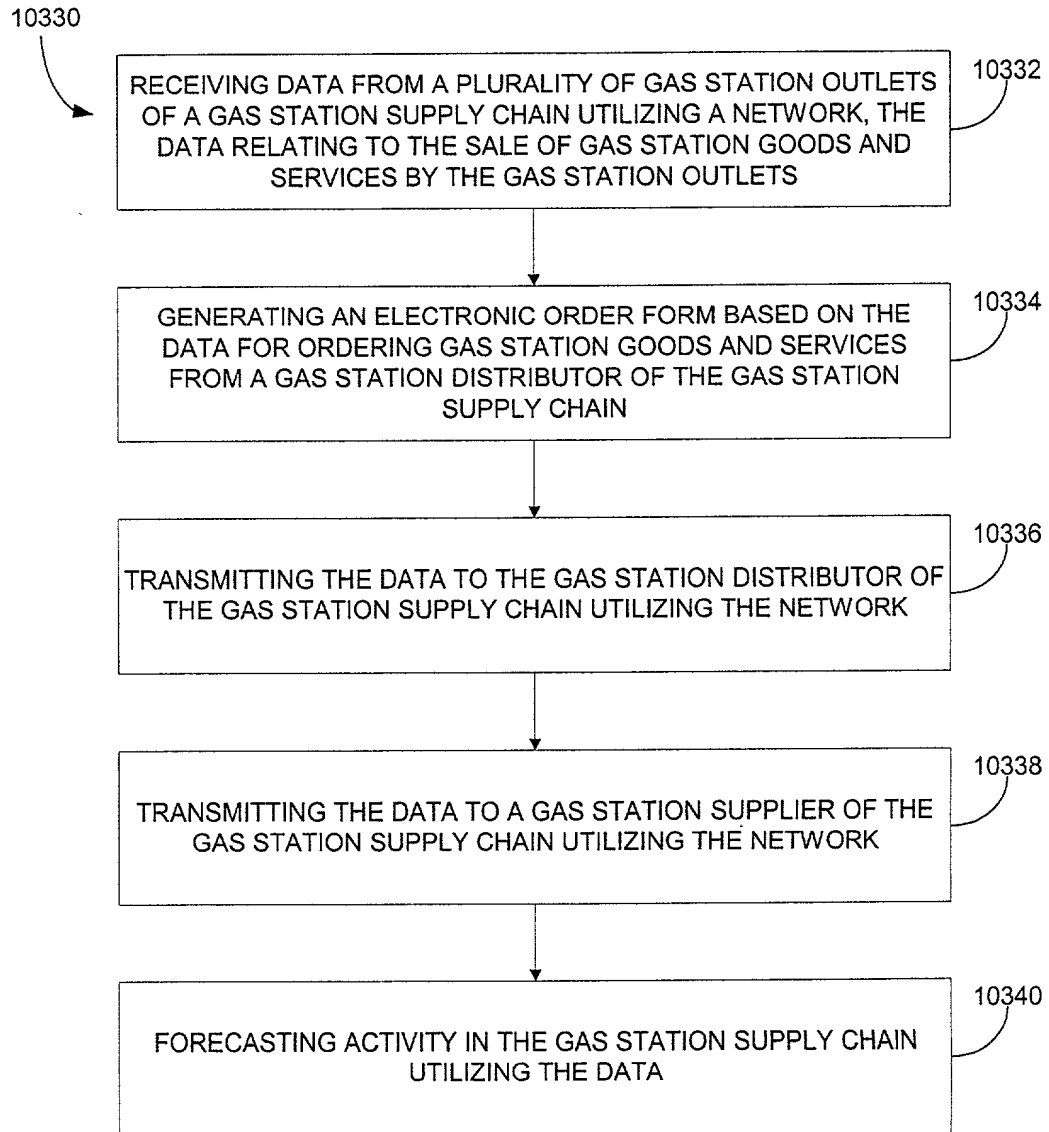 10330
RECEIVING DATA FROM A PLURALITY OF GAS STATION OUTLETS
OF A GAS STATION SUPPLY CHAIN UTILIZING A NETWORK, THE
DATA RELATING TO THE SALE OF GAS STATION GOODS AND
SERVICES BY THE GAS STATION OUTLETS
10332
GENERATING AN ELECTRONIC ORDER FORM BASED ON THE
DATA FOR ORDERING GAS STATION GOODS AND SERVICES
FROM A GAS STATION DISTRIBUTOR OF THE GAS STATION
SUPPLY CHAIN
10334
TRANSMITTING THE DATA TO THE GAS STATION DISTRIBUTOR OF
THE GAS STATION SUPPLY CHAIN UTILIZING THE NETWORK
10336
TRANSMITTING THE DATA TO A GAS STATION SUPPLIER OF THE
GAS STATION SUPPLY CHAIN UTILIZING THE NETWORK
10338
FORECASTING ACTIVITY IN THE GAS STATION SUPPLY CHAIN
UTILIZING THE DATA
10340